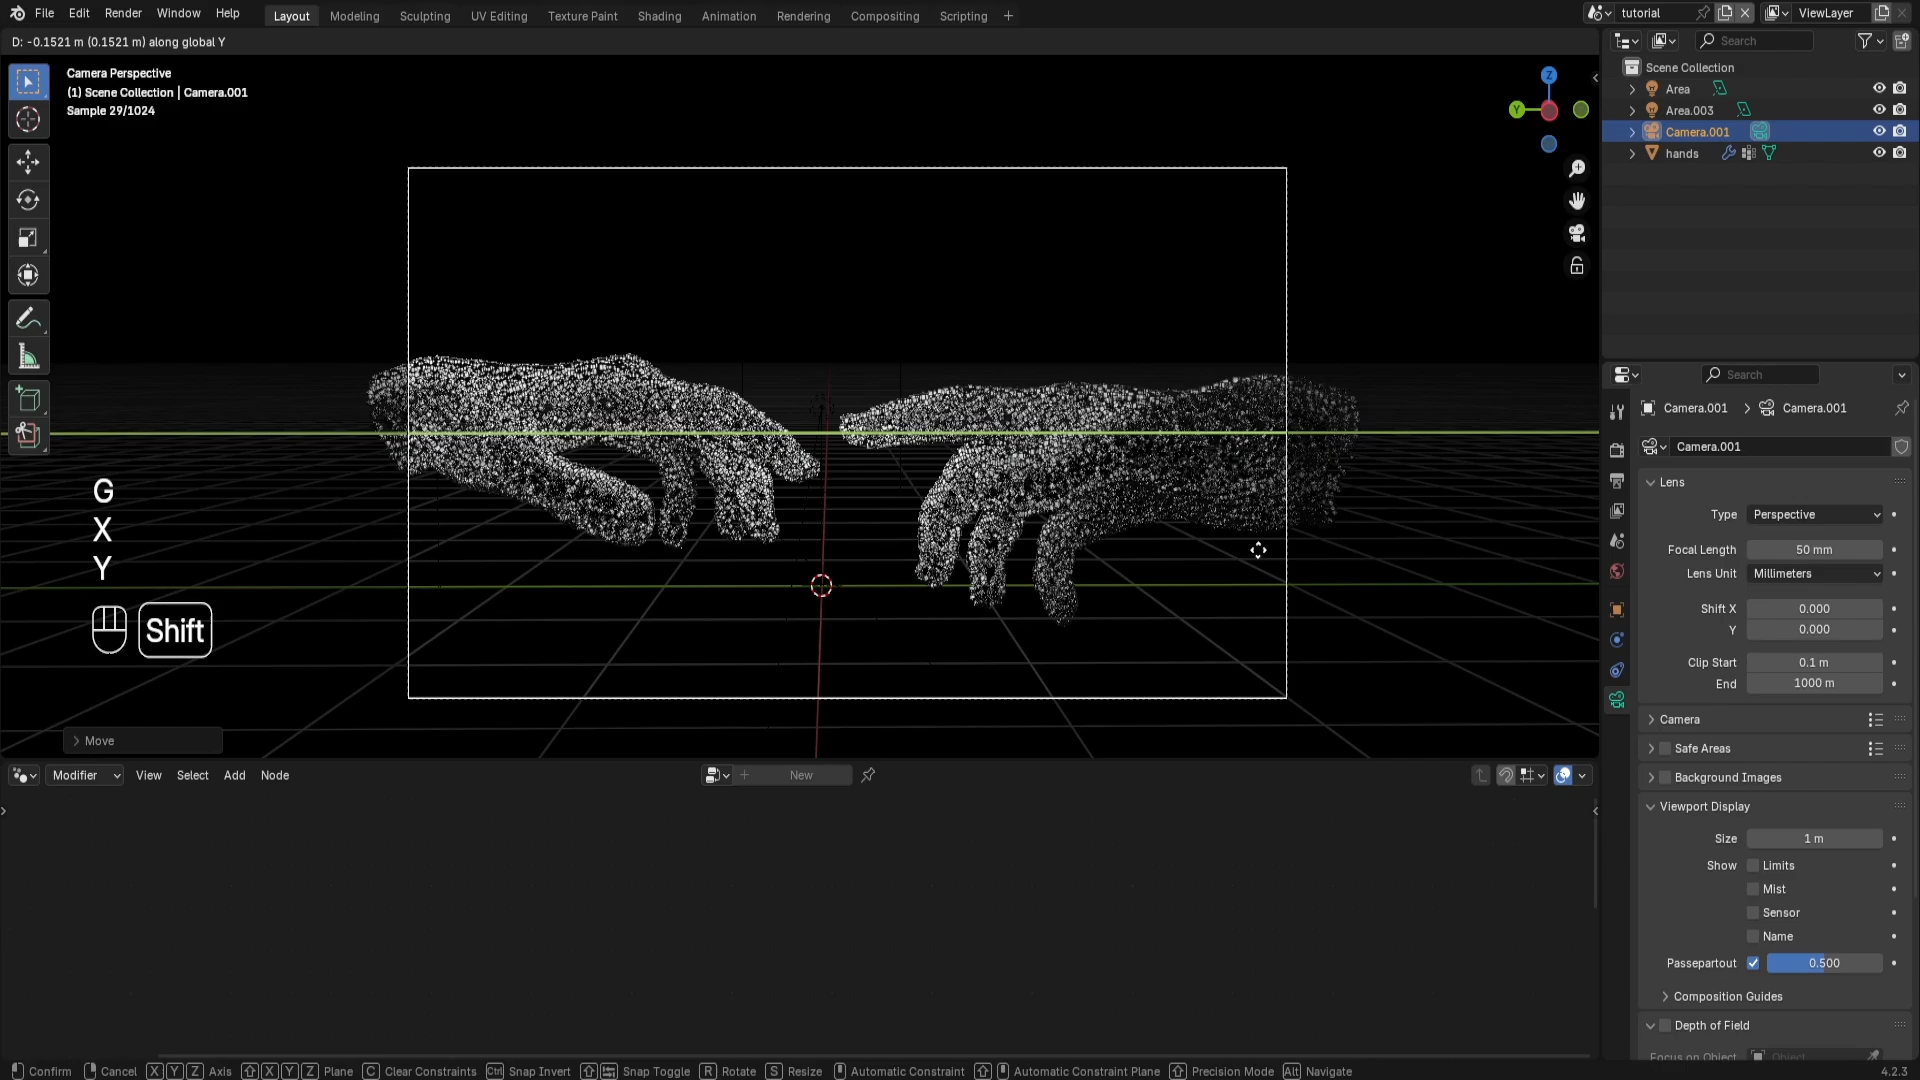 File Edit Render Window Help Layout Modeling Sculpting UV Editing Texture Paint Shading Animation Rendering Compositing Scripting + tutorial ViewLayer
D: -0.1521 m (0.1521 m) along global Y
Search
Camera Perspective
(1) Scene Collection | Camera.001
Sample 29/1024
Z
Y
Scene Collection
Area
Area.003
Camera.001
hands
G
X
Y
Shift
Move
Search
Camera.001 > Camera.001
Camera.001
Lens
Type Perspective
Focal Length 50 mm
Lens Unit Millimeters
Shift X 0.000
Y 0.000
Clip Start 0.1 m
End 1000 m
Camera
Safe Areas
Background Images
Viewport Display
Size 1 m
Show Limits
Mist
Sensor
Name
Passepartout 0.500
Composition Guides
Depth of Field
Focus on Object Object
Modifier View Select Add Node + New
Confirm Cancel X Y Z Axis X Y Z Plane C Clear Constraints Ctrl Snap Invert Snap Toggle R Rotate S Resize Automatic Constraint Automatic Constraint Plane Precision Mode Alt Navigate 4.2.3